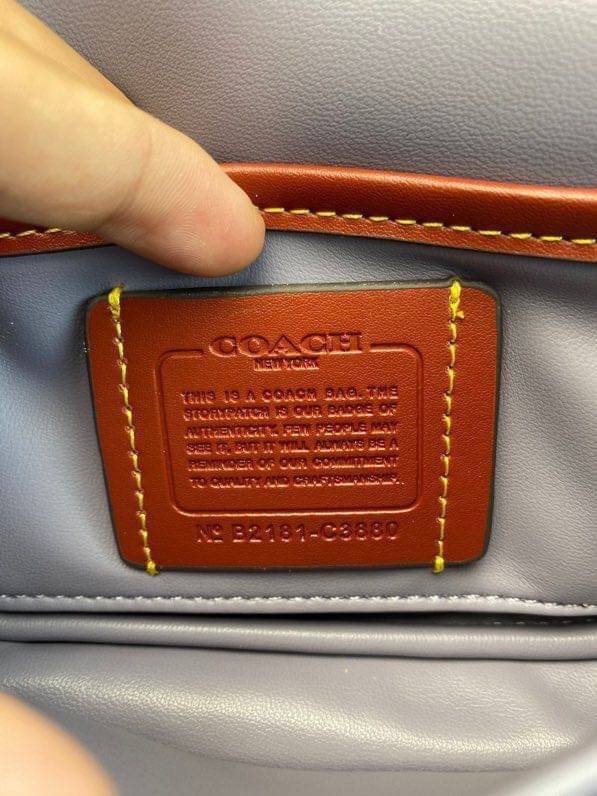 COACH
NEW YORK
THIS IS A COACH BAG. THE
STORYPATCH IS OUR BADGE OF
AUTHENTICITY. FEW PEOPLE MAY
SEE IT, BUT IT WILL ALWAYS BE A
REMINDER OF OUR COMMITMENT
TO QUALITY AND CRAFTSMANSHIP.
Nº B2181-C3880